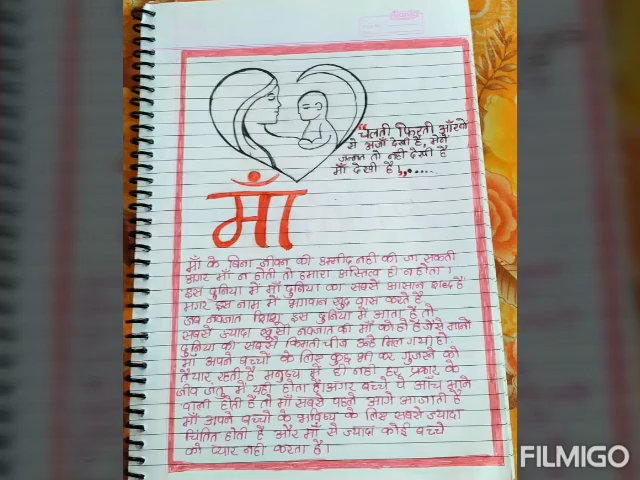 "चलती फिरती आँखों
से अजाँ देखी है, मैंने
जन्नत तो नही देखी है
माँ देखी है।".....
माँ
माँ के बिना जीवन की उम्मीद नही की जा सकती
अगर माँ न होती तो हमारा अस्तित्व ही न होता।
इस दुनिया में माँ दुनिया का सबसे आसान शब्द है
मगर इस नाम में भगवान खुद वास करते हैं
जब नवजात शिशु इस दुनिया में आता है तो
सबसे ज्यादा खुशी नवजात की माँ को हो है जैसे मानो
दुनिया की सबसे किमती चीज उन्हे मिल गयी हो
माँ अपने बच्चो के लिए कुछ भी कर गुजरने को
तैयार रहती है मनुष्य में ही नही हर प्रकार के
जीव जंतु में यही होता है अगर बच्चे पे आँच आने
वाली होती है तो माँ सबसे पहले आगे आजाती है
माँ अपने बच्चो के भविष्य के लिए सबसे ज्यादा
चिंतित होती है और माँ से ज्यादा कोई बच्चे
को प्यार नही करता है।
FILMIGO